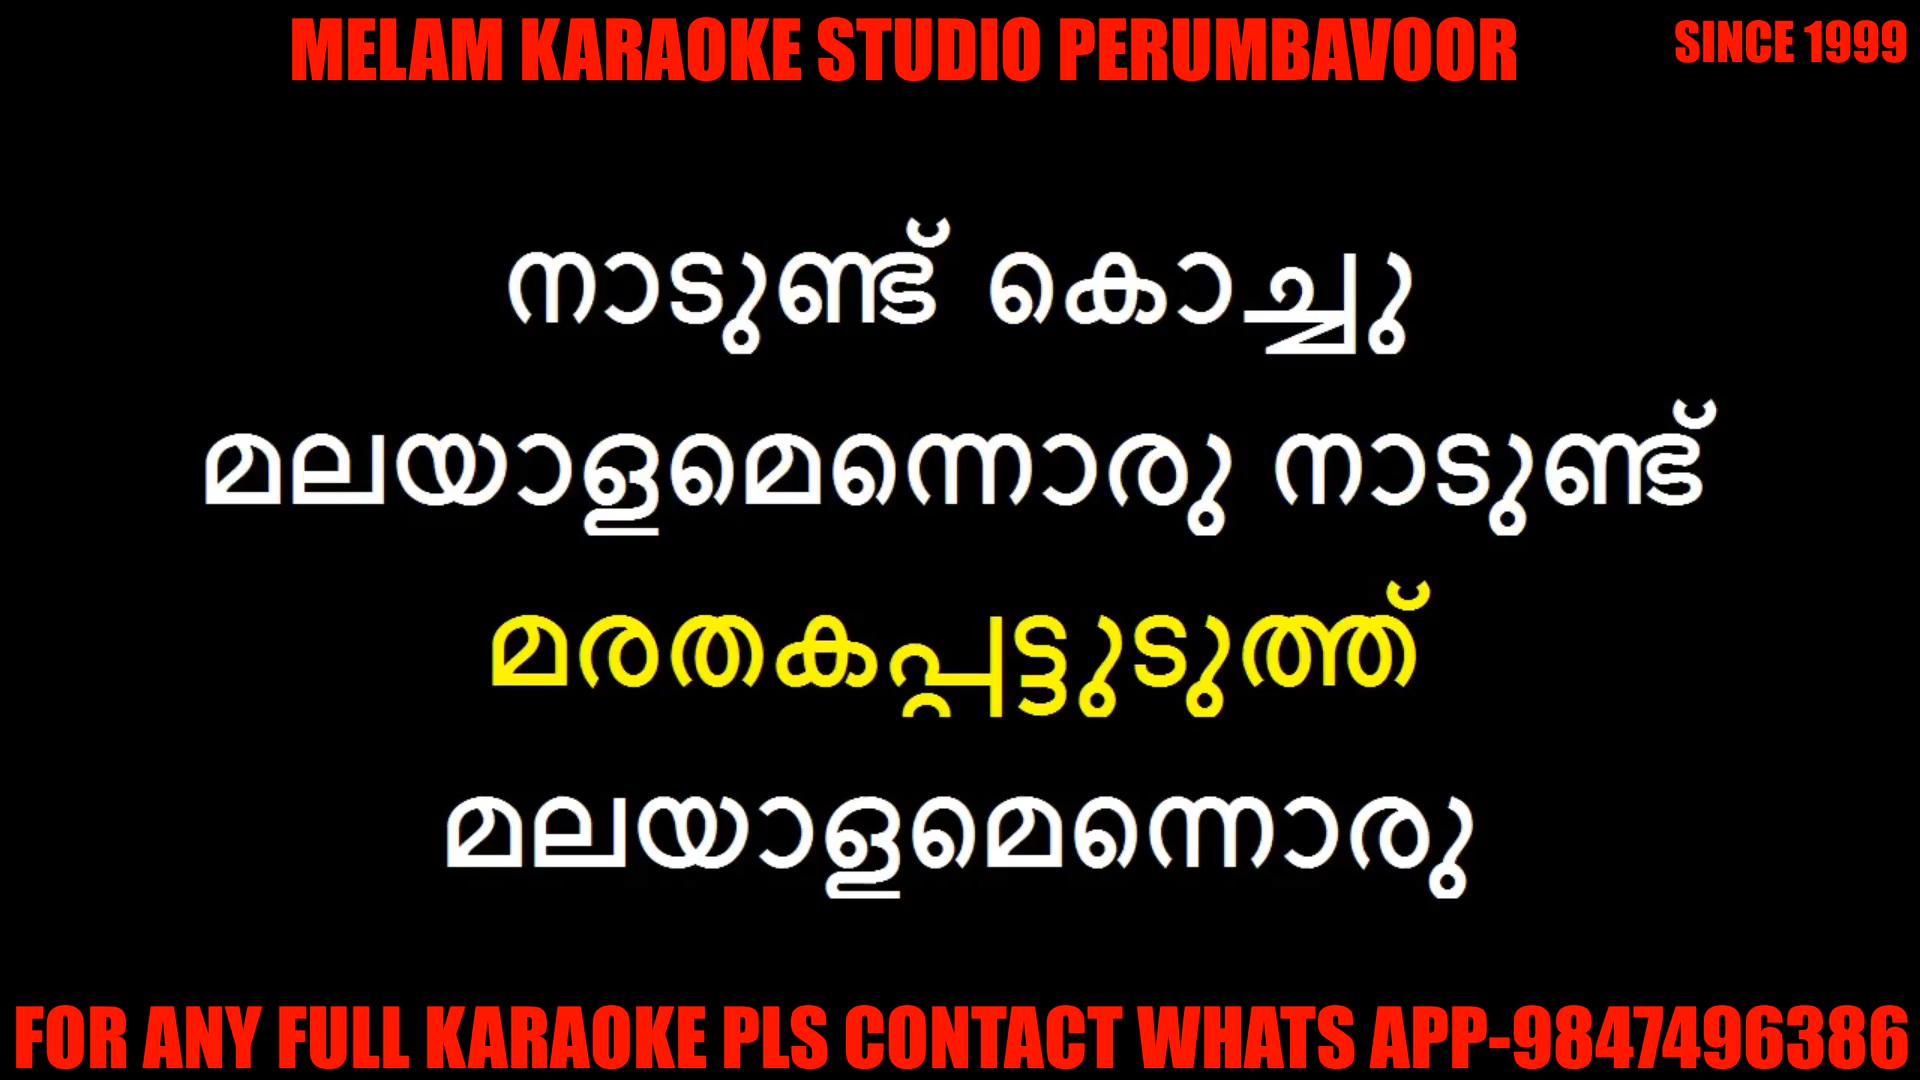 MELAM KARAOKE STUDIO PERUMBAVOOR SINCE 1999
നാടുണ്ട് കൊച്ചു
മലയാളമെന്നൊരു നാടുണ്ട്
മരതകപ്പട്ടുടുത്ത്
മലയാളമെന്നൊരു
FOR ANY FULL KARAOKE PLS CONTACT WHATS APP-9847496386